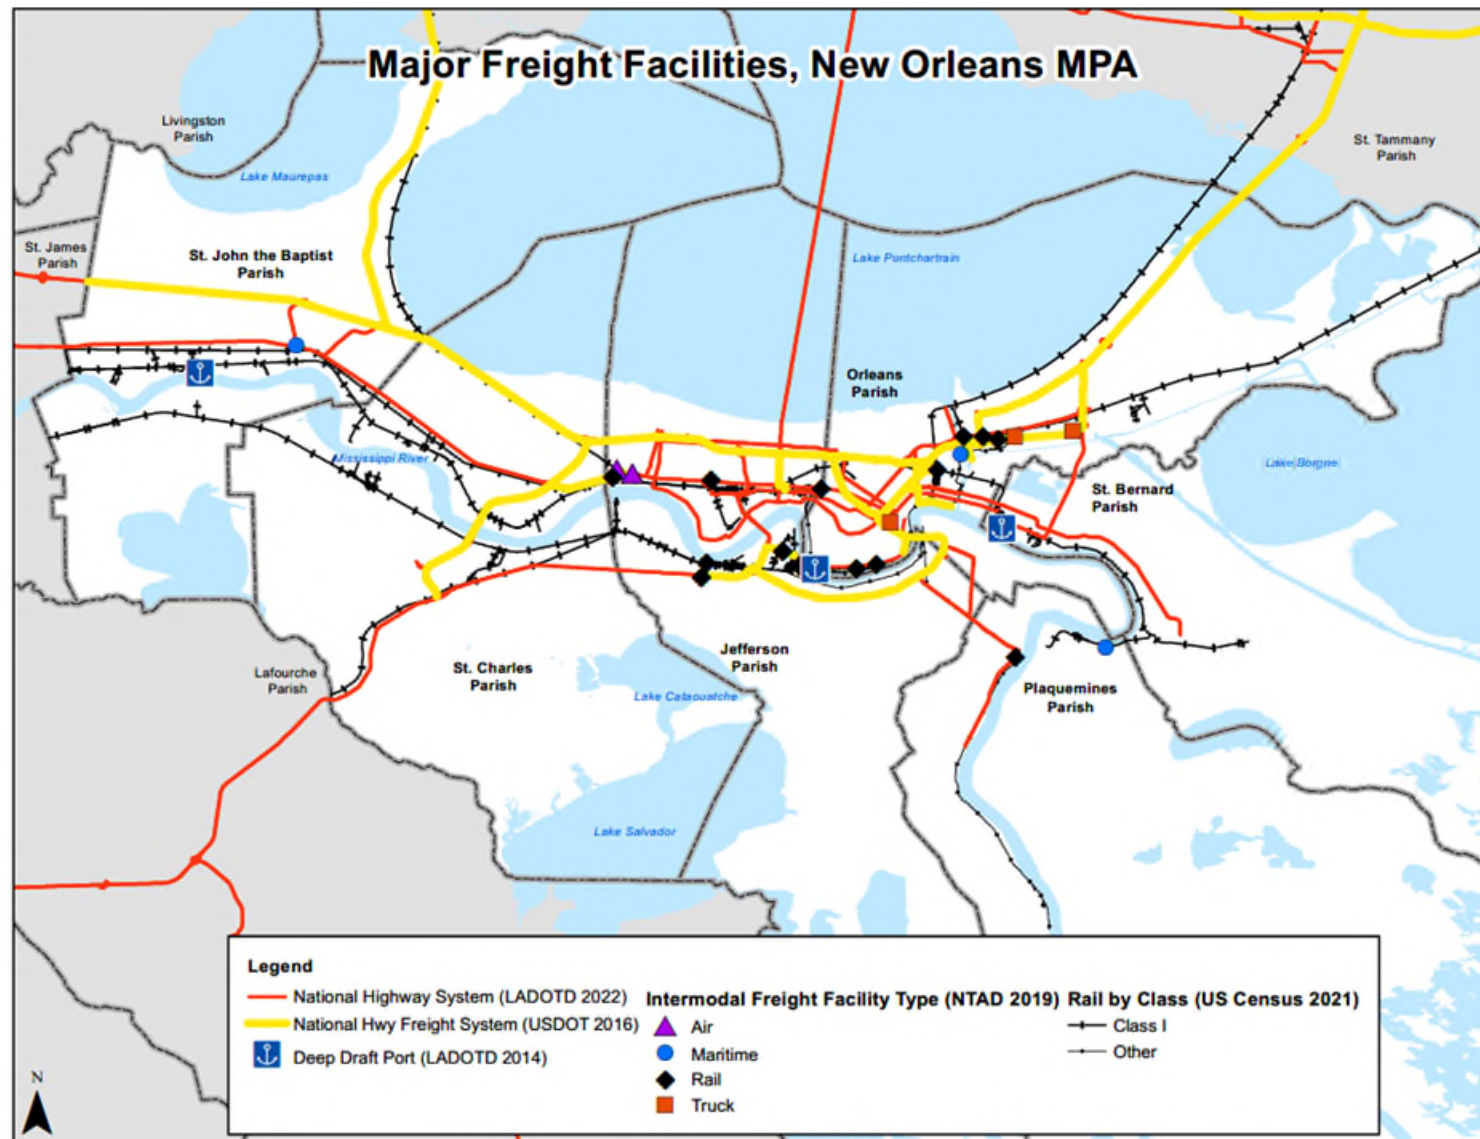 Major Freight Facilities, New Orleans MPA
Livingston
Parish
St. Tammany
Parish
Lake Maurepas
St. James
Parish
St. John the Baptist
Parish
Lake Pontchartrain
Orleans
Parish
Mississippi River
Lake Borgne
St. Bernard
Parish
Lafourche
Parish
St. Charles
Parish
Jefferson
Parish
Lake Cataouatche
Plaquemines
Parish
Lake Salvador
Legend
National Highway System (LADOTD 2022)
National Hwy Freight System (USDOT 2016)
Deep Draft Port (LADOTD 2014)
Intermodal Freight Facility Type (NTAD 2019)
Air
Maritime
Rail
Truck
Rail by Class (US Census 2021)
Class I
Other
N